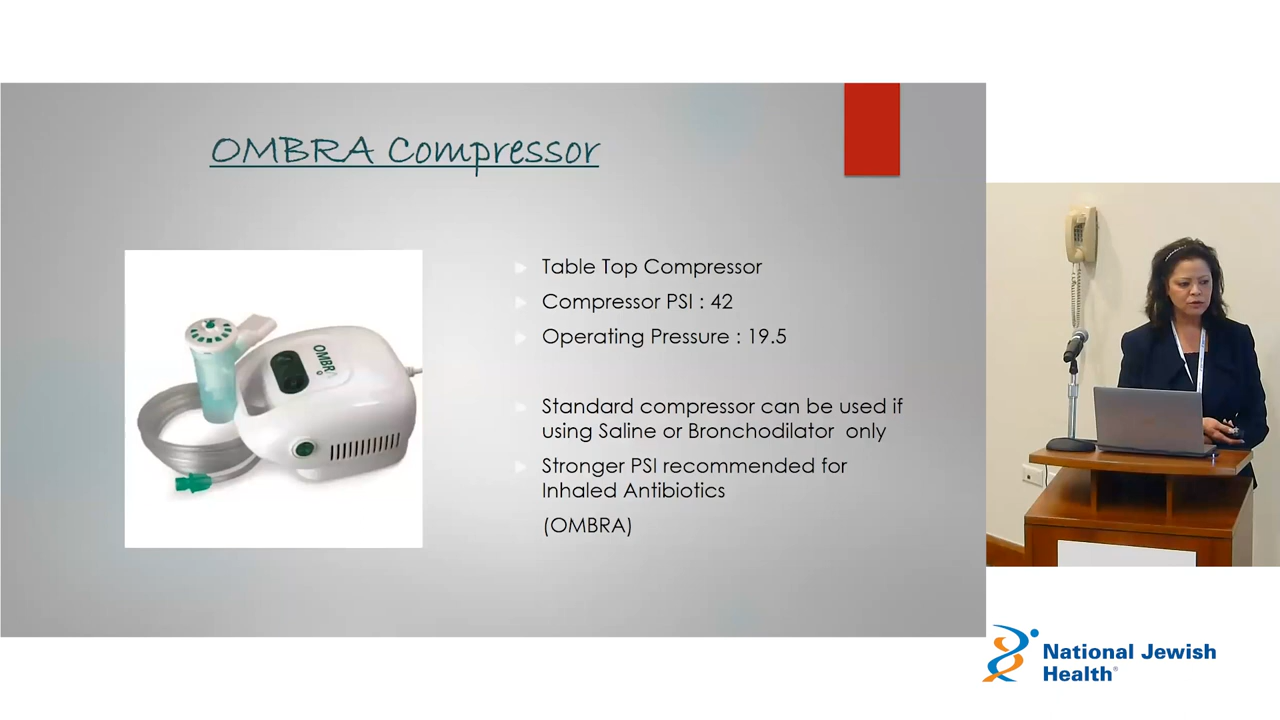 OMBRA Compressor
OMBRA
Table Top Compressor
Compressor PSI : 42
Operating Pressure : 19.5
Standard compressor can be used if
using Saline or Bronchodilator only
Stronger PSI recommended for
Inhaled Antibiotics
(OMBRA)
National Jewish
Health®